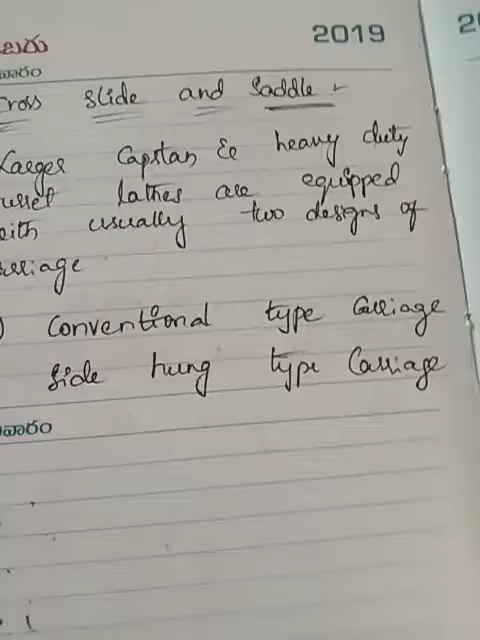 2019
వారం
Cross slide and saddle :-
Larger Capstan & heavy duty
turret lathes are equipped
with usually two designs of
carriage
) Conventional type Carriage
Side hung type Carriage
వారం